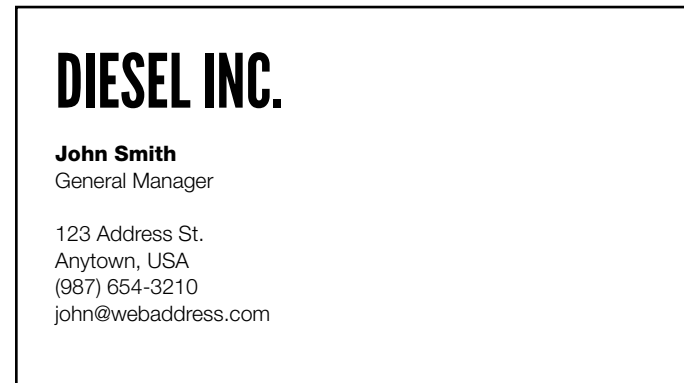 DIESEL INC.
John Smith
General Manager
123 Address St.
Anytown, USA
(987) 654-3210
john@webaddress.com